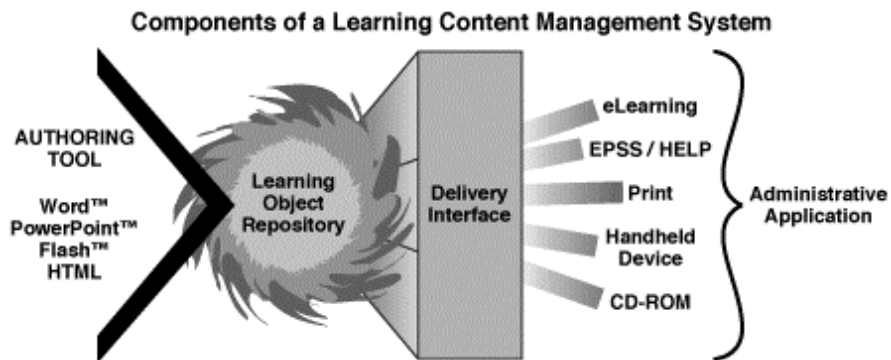 Components of a Learning Content Management System
AUTHORING
TOOL
Word™
PowerPoint™
Flash™
HTML
Learning
Object
Repository
Delivery
Interface
eLearning
EPSS / HELP
Print
Handheld
Device
CD-ROM
Administrative
Application